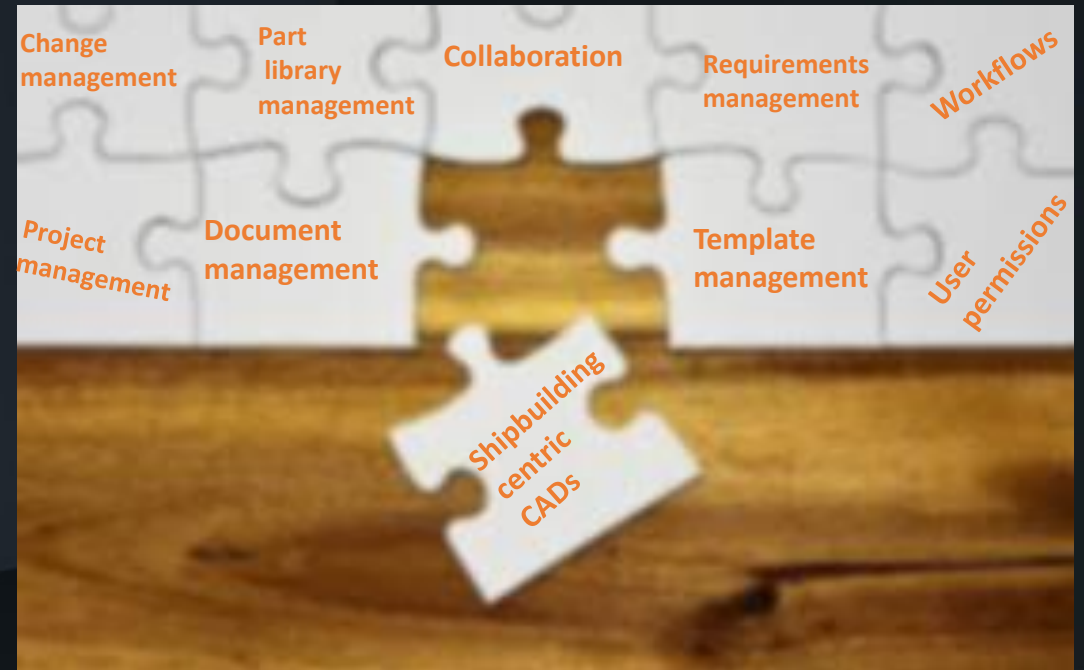 Change
management
Part
library
management
Collaboration
Requirements
management
Workflows
Project
management
Document
management
Template
management
User
permissions
Shipbuilding
centric
CADs